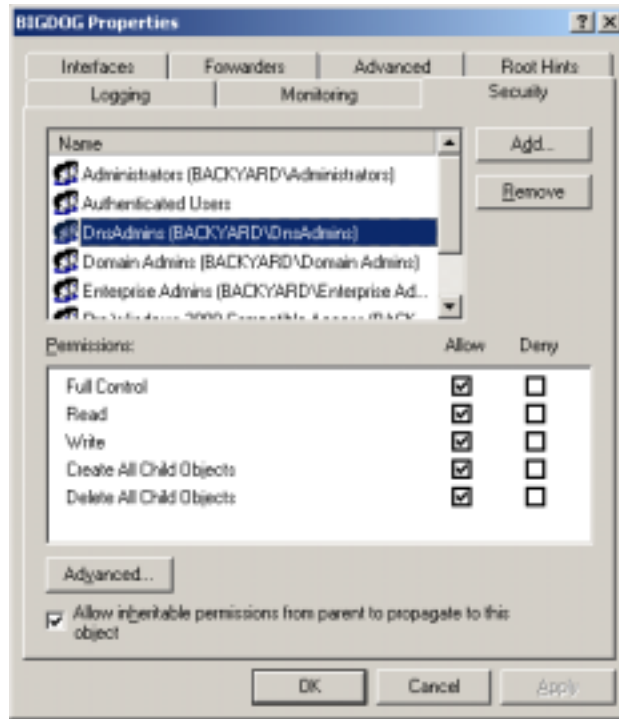 BIGDOG Properties
Interfaces Forwarders Advanced Root Hints
Logging Monitoring Security
Name
Add...
Administrators (BACKYARD\Administrators)
Authenticated Users
Remove
DnsAdmins (BACKYARD\DnsAdmins)
Domain Admins (BACKYARD\Domain Admins)
Enterprise Admins (BACKYARD\Enterprise Ad...
Permissions: Allow Deny
Full Control
Read
Write
Create All Child Objects
Delete All Child Objects
Advanced...
Allow inheritable permissions from parent to propagate to this
object
OK Cancel Apply